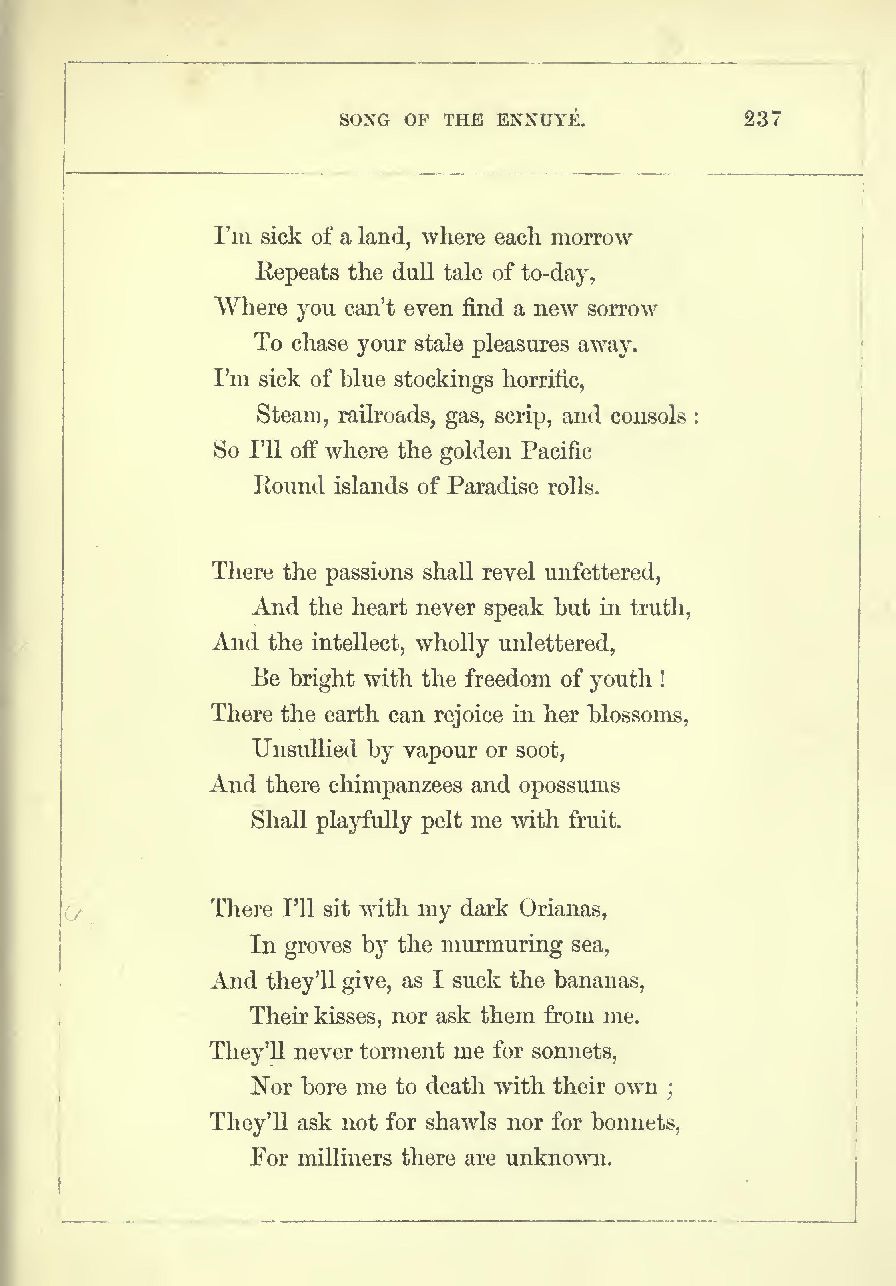 SONG OF THE ENNUYÉ. 237
I'm sick of a land, where each morrow
Repeats the dull tale of to-day,
Where you can't even find a new sorrow
To chase your stale pleasures away.
I'm sick of blue stockings horrific,
Steam, railroads, gas, scrip, and consols :
So I'll off where the golden Pacific
Round islands of Paradise rolls.
There the passions shall revel unfettered,
And the heart never speak but in truth,
And the intellect, wholly unlettered,
Be bright with the freedom of youth !
There the earth can rejoice in her blossoms,
Unsullied by vapour or soot,
And there chimpanzees and opossums
Shall playfully pelt me with fruit.
There I'll sit with my dark Orianas,
In groves by the murmuring sea,
And they'll give, as I suck the bananas,
Their kisses, nor ask them from me.
They'll never torment me for sonnets,
Nor bore me to death with their own ;
They'll ask not for shawls nor for bonnets,
For milliners there are unknown.